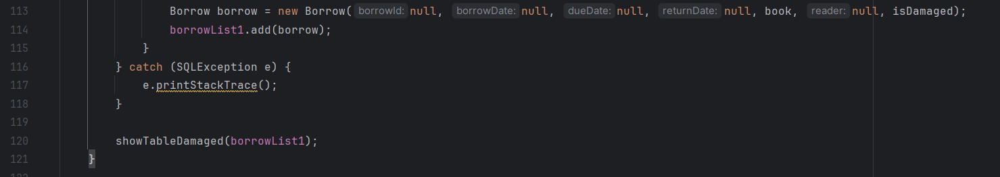 113 Borrow borrow = new Borrow( borrowId: null, borrowDate: null, dueDate: null, returnDate: null, book, reader: null, isDamaged);
114 borrowList1.add(borrow);
115 }
116 } catch (SQLException e) {
117 e.printStackTrace();
118 }
119
120 showTableDamaged(borrowList1);
121 }